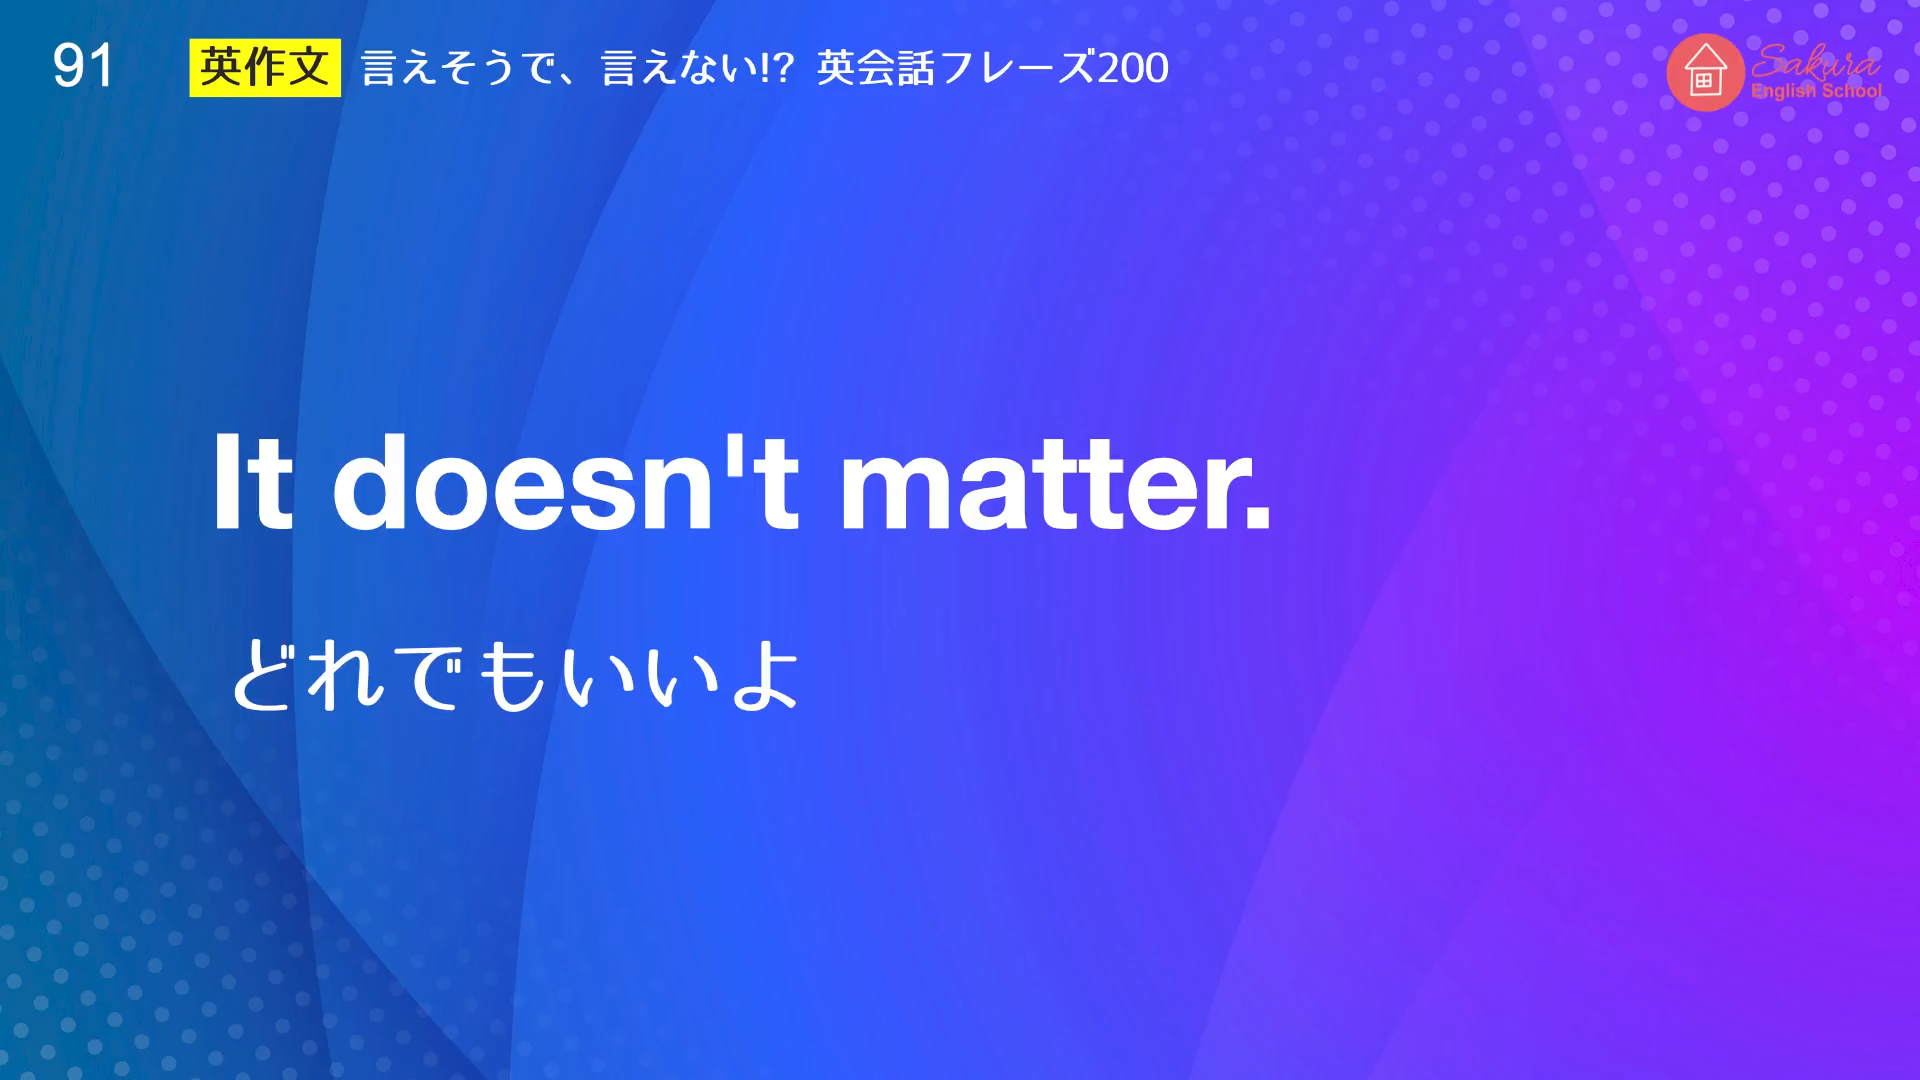 91
英作文 言えそうで、言えない!? 英会話フレーズ200
Sakura
English School
It doesn't matter.
どれでもいいよ